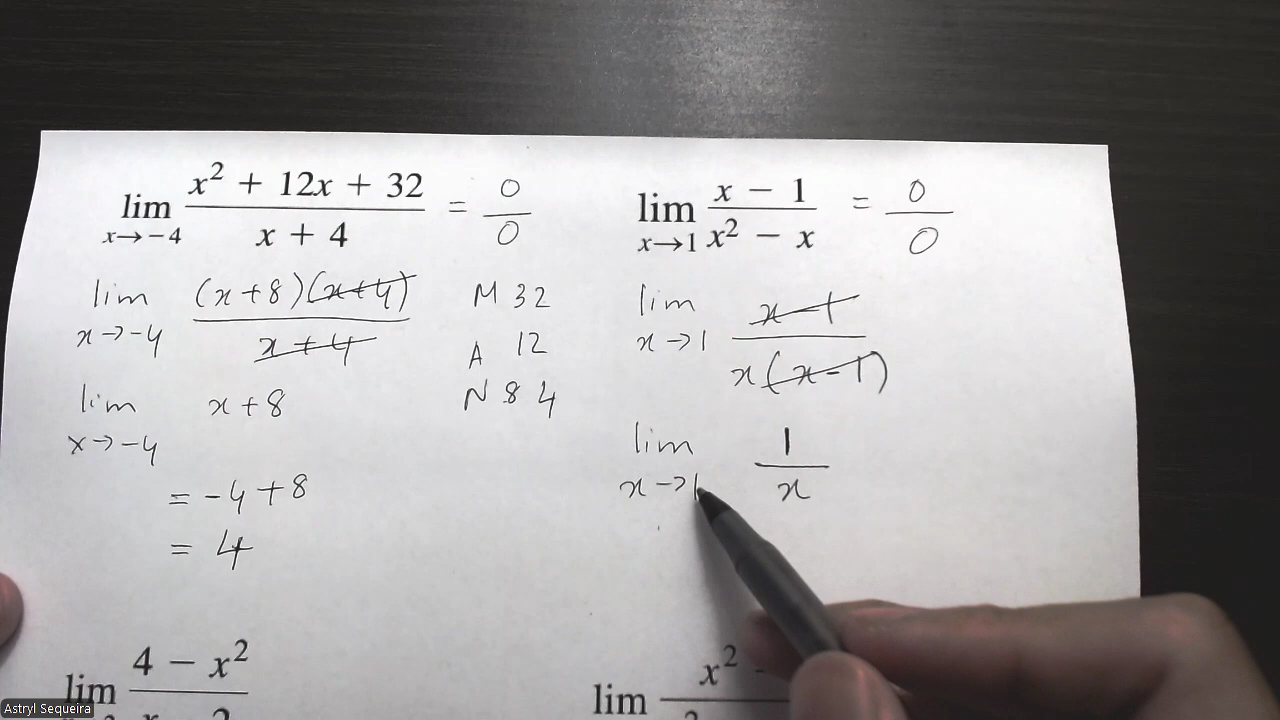 lim x→−4 (x² + 12x + 32)/(x + 4) = 0/0
lim x→−4 (x+8)(x+4)/(x+4)
M 32
A 12
N 8 4
lim x→−4 x+8
= −4+8
= 4
lim x→1 (x − 1)/(x² − x) = 0/0
lim x→1 (x−1)/(x(x−1))
lim x→1 1/x
lim 4 − x²
lim x²
Astryl Sequeira